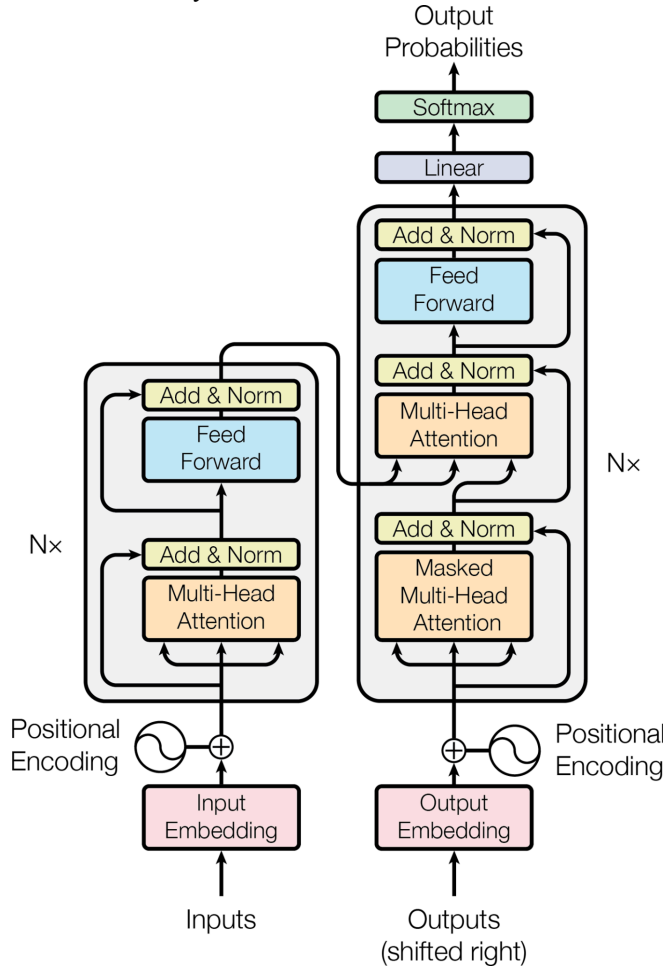 Output
Probabilities
Softmax
Linear
Add & Norm
Feed
Forward
Add & Norm
Multi-Head
Attention
Add & Norm
Masked
Multi-Head
Attention
N×
Add & Norm
Feed
Forward
Add & Norm
Multi-Head
Attention
N×
Positional
Encoding
Positional
Encoding
Input
Embedding
Output
Embedding
Inputs
Outputs
(shifted right)